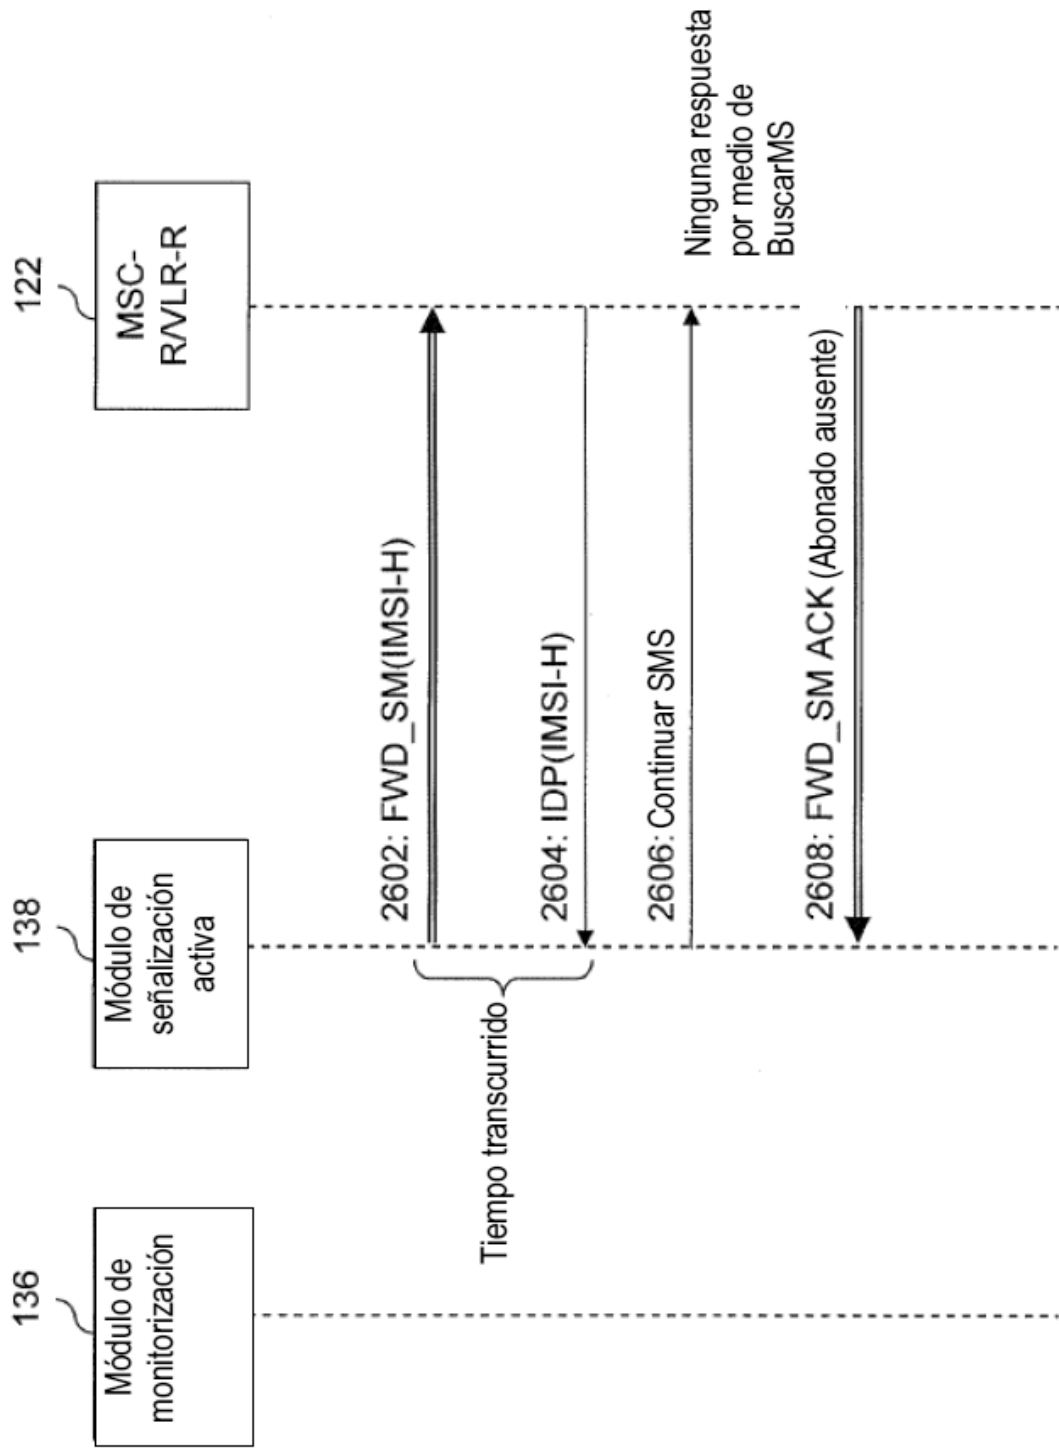 136
Módulo de
monitorización
138
Módulo de
señalización
activa
122
MSC-
R/VLR-R
2602: FWD_SM(IMSI-H)
Tiempo transcurrido
2604: IDP(IMSI-H)
2606: Continuar SMS
Ninguna respuesta
por medio de
BuscarMS
2608: FWD_SM ACK (Abonado ausente)